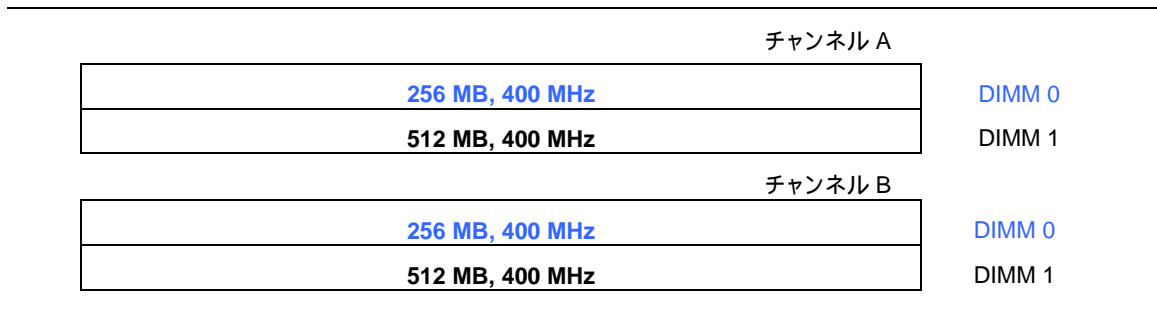 チャンネル A
256 MB, 400 MHz DIMM 0
512 MB, 400 MHz DIMM 1
チャンネル B
256 MB, 400 MHz DIMM 0
512 MB, 400 MHz DIMM 1